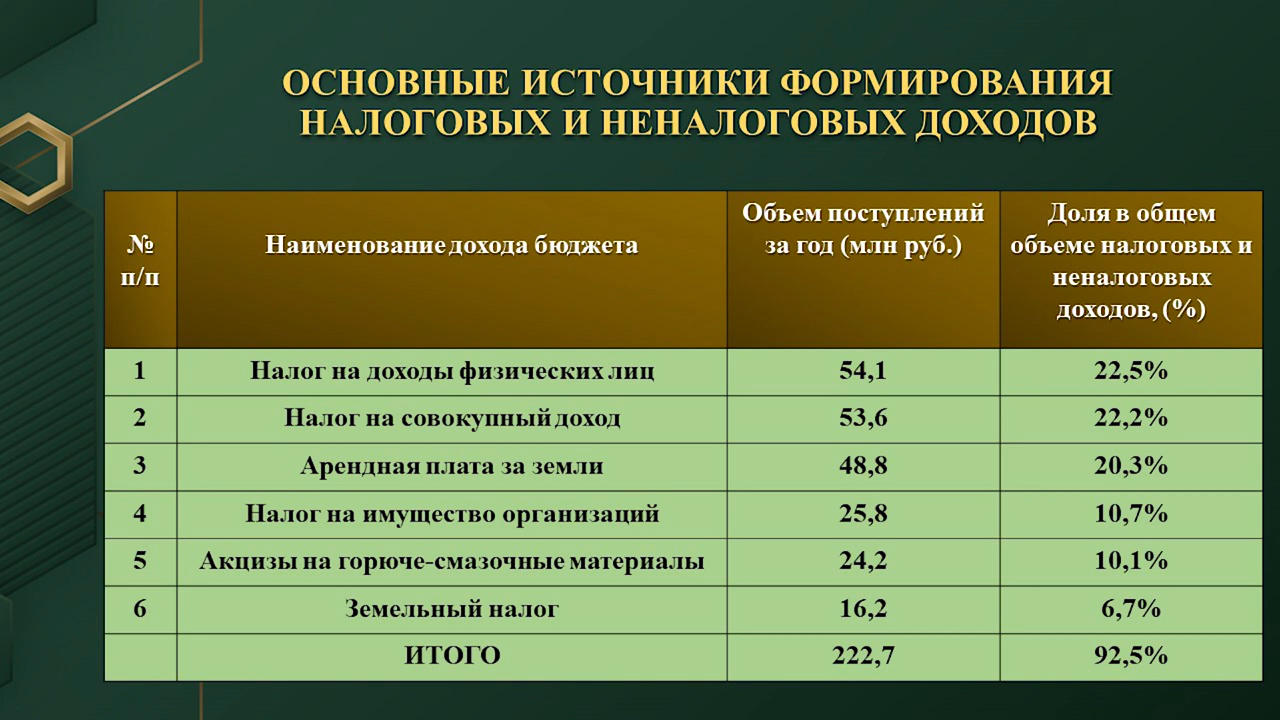 ОСНОВНЫЕ ИСТОЧНИКИ ФОРМИРОВАНИЯ
НАЛОГОВЫХ И НЕНАЛОГОВЫХ ДОХОДОВ
№ п/п Наименование дохода бюджета Объем поступлений за год (млн руб.) Доля в общем объеме налоговых и неналоговых доходов, (%)
1 Налог на доходы физических лиц 54,1 22,5%
2 Налог на совокупный доход 53,6 22,2%
3 Арендная плата за земли 48,8 20,3%
4 Налог на имущество организаций 25,8 10,7%
5 Акцизы на горюче-смазочные материалы 24,2 10,1%
6 Земельный налог 16,2 6,7%
ИТОГО 222,7 92,5%